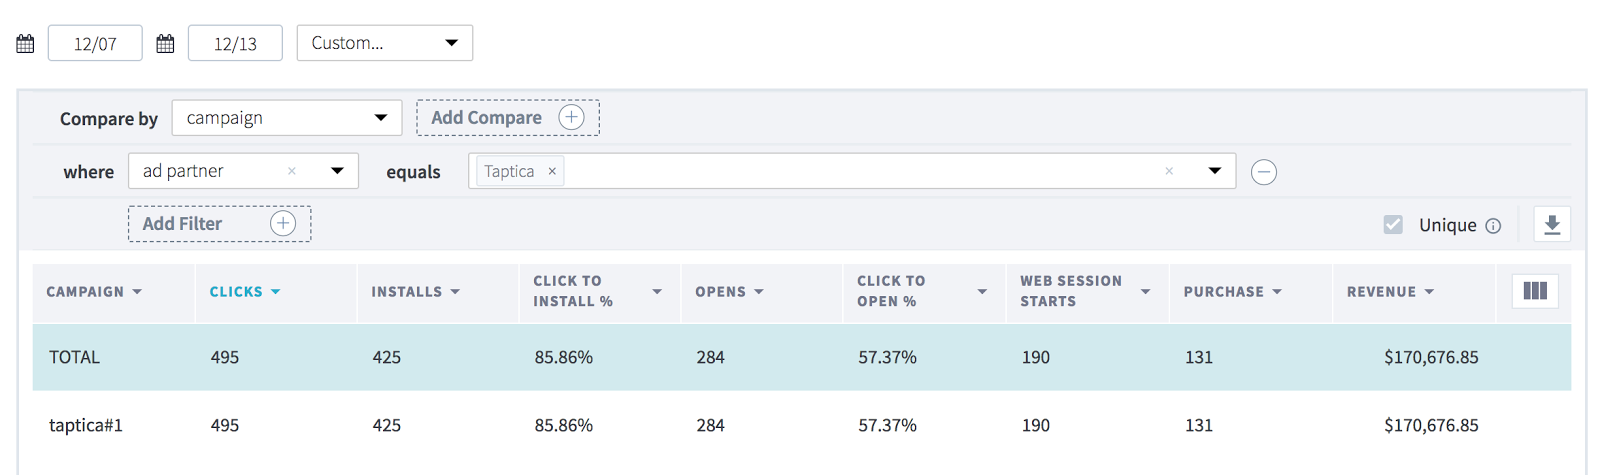 12/07 12/13 Custom...
Compare by campaign Add Compare
where ad partner × equals Taptica × ×
Add Filter Unique
CAMPAIGN CLICKS INSTALLS CLICK TO INSTALL % OPENS CLICK TO OPEN % WEB SESSION STARTS PURCHASE REVENUE
TOTAL 495 425 85.86% 284 57.37% 190 131 $170,676.85
taptica#1 495 425 85.86% 284 57.37% 190 131 $170,676.85